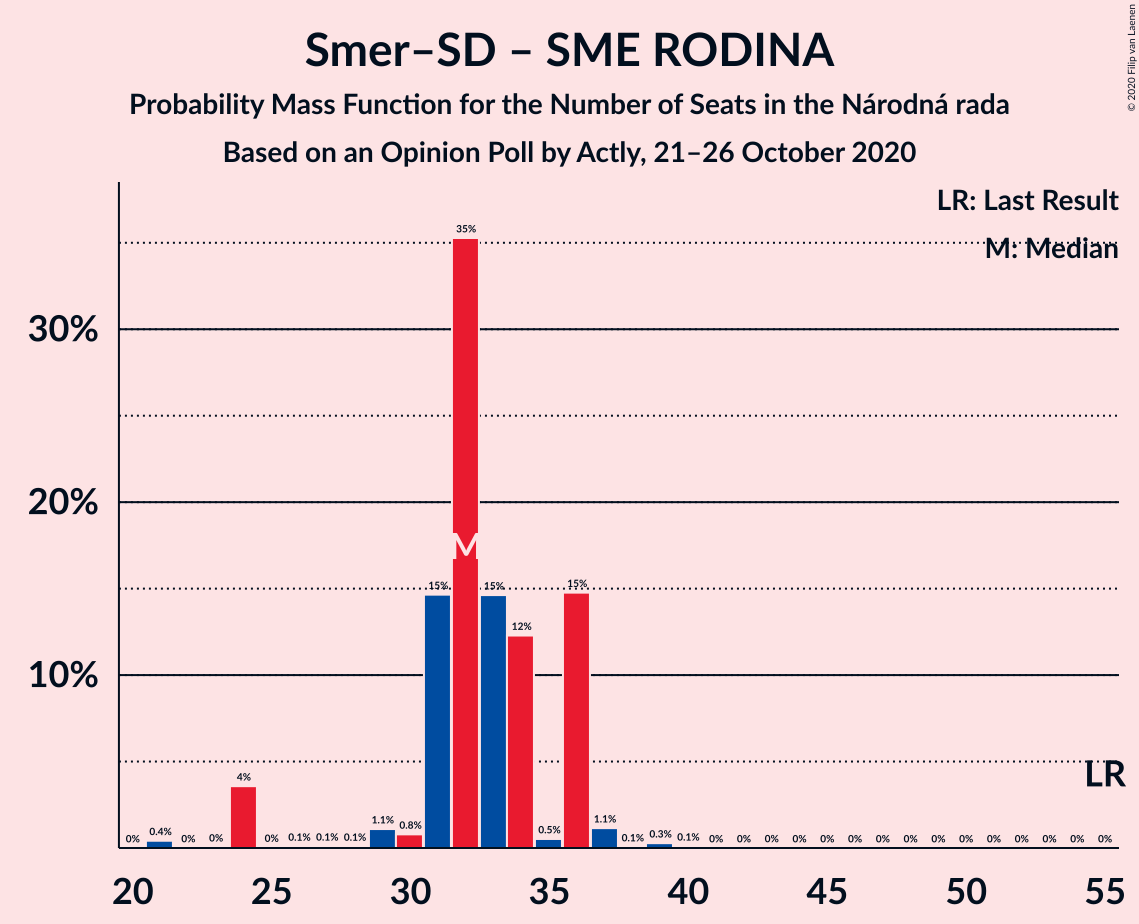 Smer–SD – SME RODINA
Probability Mass Function for the Number of Seats in the Národná rada
Based on an Opinion Poll by Actly, 21–26 October 2020
© 2020 Filip van Laenen
LR: Last Result
M: Median
30%
20%
10%
0% 0.4% 0% 0% 4% 0% 0.1% 0.1% 0.1% 1.1% 0.8% 15% 35% 15% 12% 0.5% 15% 1.1% 0.1% 0.3% 0.1% 0% 0% 0% 0% 0% 0% 0% 0% 0% 0% 0% 0% 0% 0% 0%
M
LR
20 25 30 35 40 45 50 55